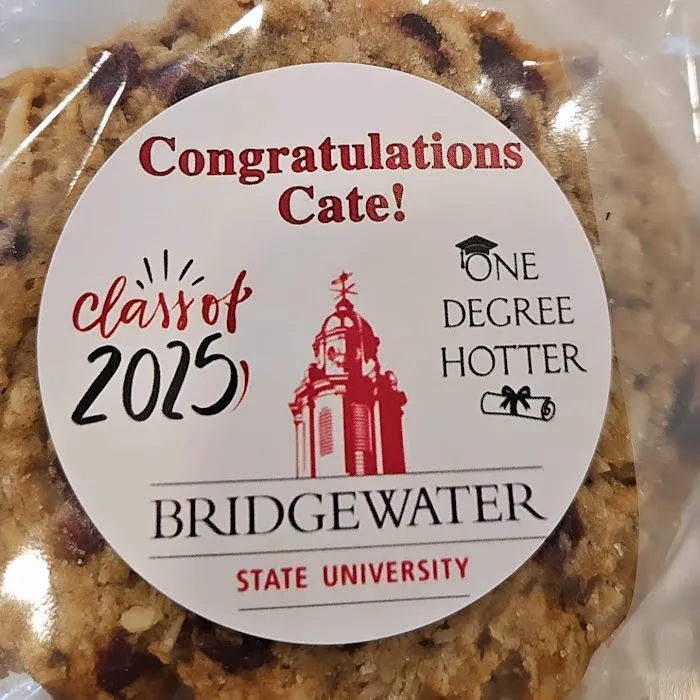 Congratulations
Cate!
class of
2025
ONE
DEGREE
HOTTER
BRIDGEWATER
STATE UNIVERSITY